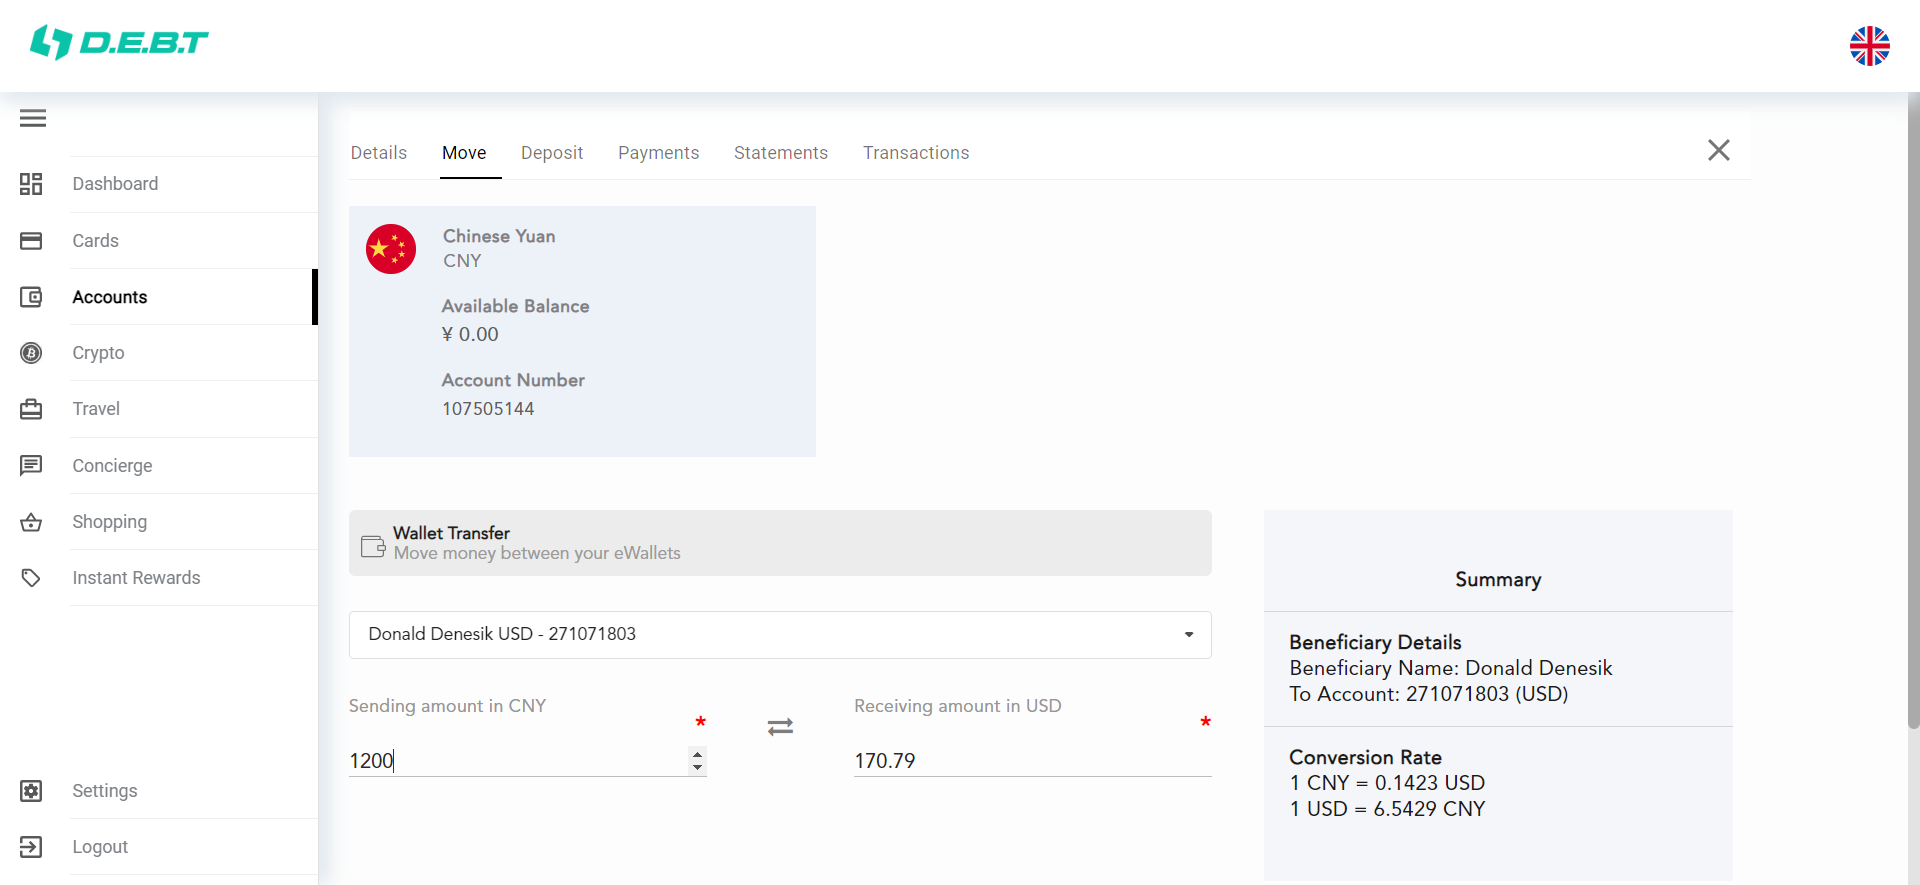 D.E.B.T
Details Move Deposit Payments Statements Transactions
Dashboard
Cards
Accounts
Crypto
Travel
Concierge
Shopping
Instant Rewards
Settings
Logout
Chinese Yuan
CNY
Available Balance
¥ 0.00
Account Number
107505144
Wallet Transfer
Move money between your eWallets
Donald Denesik USD - 271071803
Sending amount in CNY *
1200
Receiving amount in USD *
170.79
Summary
Beneficiary Details
Beneficiary Name: Donald Denesik
To Account: 271071803 (USD)
Conversion Rate
1 CNY = 0.1423 USD
1 USD = 6.5429 CNY